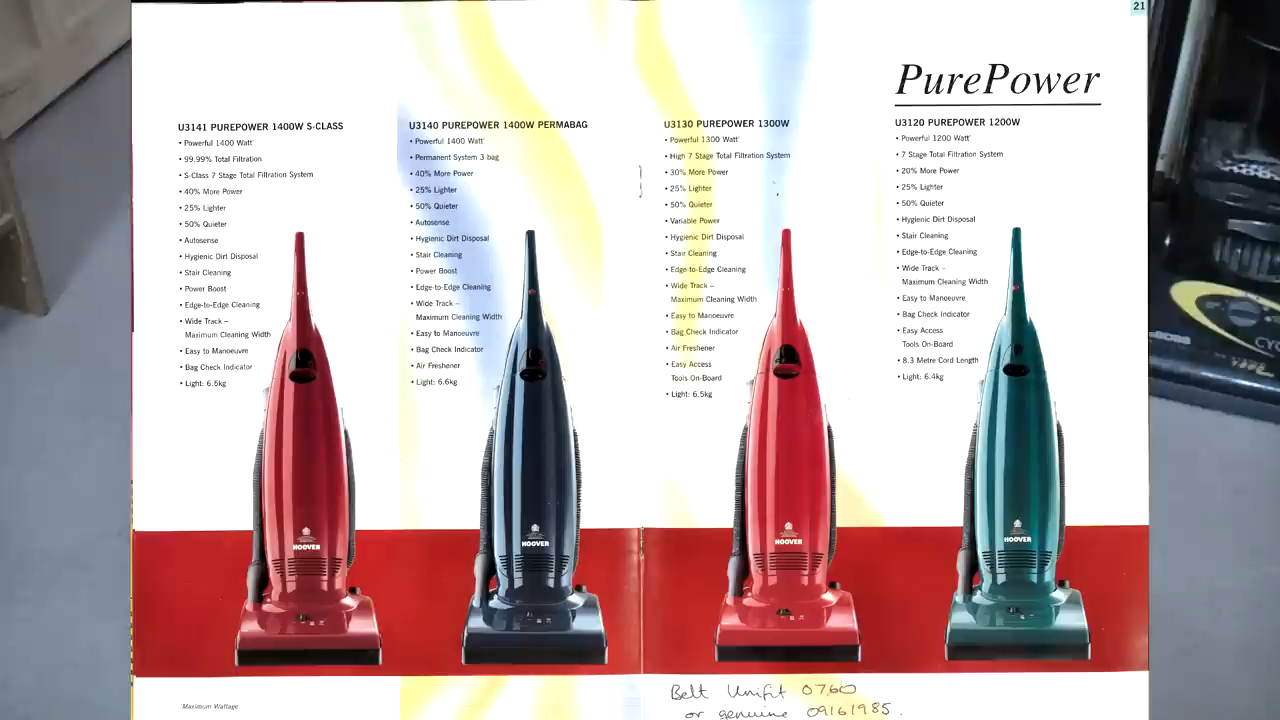 21
PurePower
U3141 PUREPOWER 1400W S-CLASS
• Powerful 1400 Watt*
• 99.99% Total Filtration
• S-Class 7 Stage Total Filtration System
• 40% More Power
• 25% Lighter
• 50% Quieter
• Autosense
• Hygienic Dirt Disposal
• Stair Cleaning
• Power Boost
• Edge-to-Edge Cleaning
• Wide Track –
Maximum Cleaning Width
• Easy to Manoeuvre
• Bag Check Indicator
• Light: 6.5kg
U3140 PUREPOWER 1400W PERMABAG
• Powerful 1400 Watt*
• Permanent System 3 bag
• 40% More Power
• 25% Lighter
• 50% Quieter
• Autosense
• Hygienic Dirt Disposal
• Stair Cleaning
• Power Boost
• Edge-to-Edge Cleaning
• Wide Track –
Maximum Cleaning Width
• Easy to Manoeuvre
• Bag Check Indicator
• Air Freshener
• Light: 6.6kg
U3130 PUREPOWER 1300W
• Powerful 1300 Watt*
• High 7 Stage Total Filtration System
• 30% More Power
• 25% Lighter
• 50% Quieter
• Variable Power
• Hygienic Dirt Disposal
• Stair Cleaning
• Edge-to-Edge Cleaning
• Wide Track –
Maximum Cleaning Width
• Easy to Manoeuvre
• Bag Check Indicator
• Air Freshener
• Easy Access
Tools On-Board
• Light: 6.5kg
U3120 PUREPOWER 1200W
• Powerful 1200 Watt*
• 7 Stage Total Filtration System
• 20% More Power
• 25% Lighter
• 50% Quieter
• Hygienic Dirt Disposal
• Stair Cleaning
• Edge-to-Edge Cleaning
• Wide Track –
Maximum Cleaning Width
• Easy to Manoeuvre
• Bag Check Indicator
• Easy Access
Tools On-Board
• 8.3 Metre Cord Length
• Light: 6.4kg
HOOVER
HOOVER
HOOVER
HOOVER
Maximum Wattage
Belt Unifit 0760
or genuine 09161985.